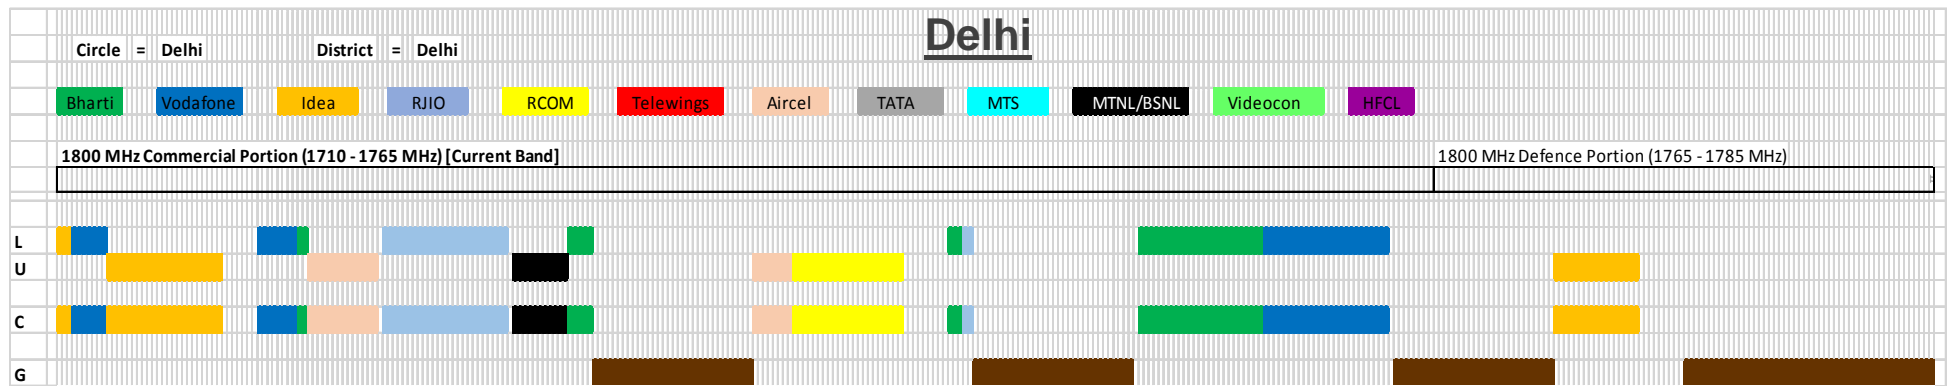 Delhi
Circle = Delhi District = Delhi
Bharti Vodafone Idea RJIO RCOM Telewings Aircel TATA MTS MTNL/BSNL Videocon HFCL
1800 MHz Commercial Portion (1710 - 1765 MHz) [Current Band] 1800 MHz Defence Portion (1765 - 1785 MHz)
L
U
C
G